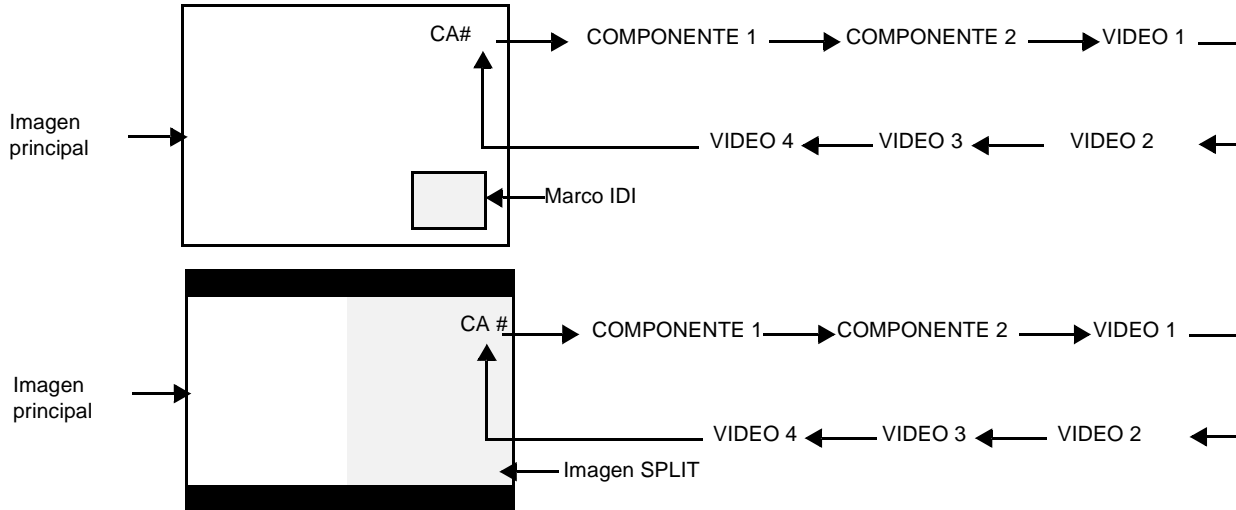 CA# COMPONENTE 1 COMPONENTE 2 VIDEO 1
Imagen
principal
VIDEO 4 VIDEO 3 VIDEO 2
Marco IDI
CA # COMPONENTE 1 COMPONENTE 2 VIDEO 1
Imagen
principal
VIDEO 4 VIDEO 3 VIDEO 2
Imagen SPLIT